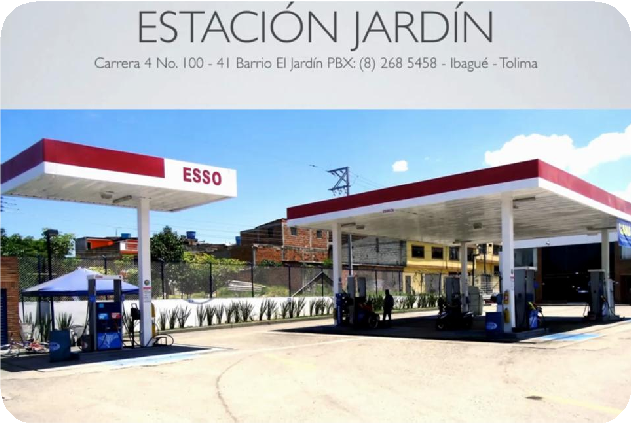 ESTACIÓN JARDÍN
Carrera 4 No. 100 - 41 Barrio El Jardín PBX: (8) 268 5458 - Ibagué - Tolima
ESSO